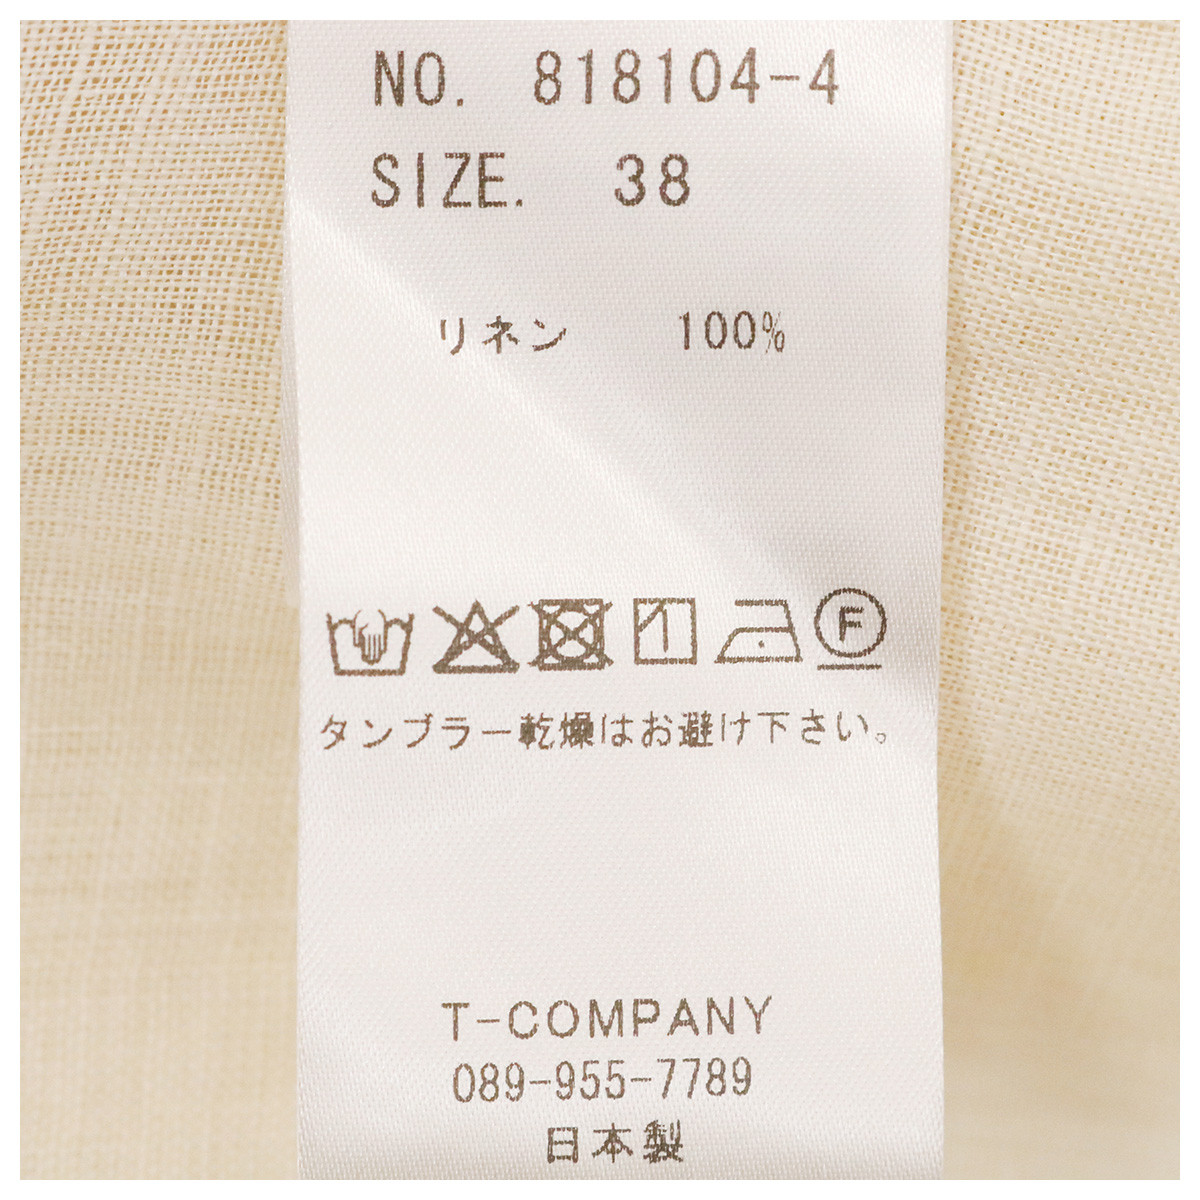 NO. 818104-4
SIZE. 38
リネン 100%
F
タンブラー乾燥はお避け下さい。
T-COMPANY
089-955-7789
日本製